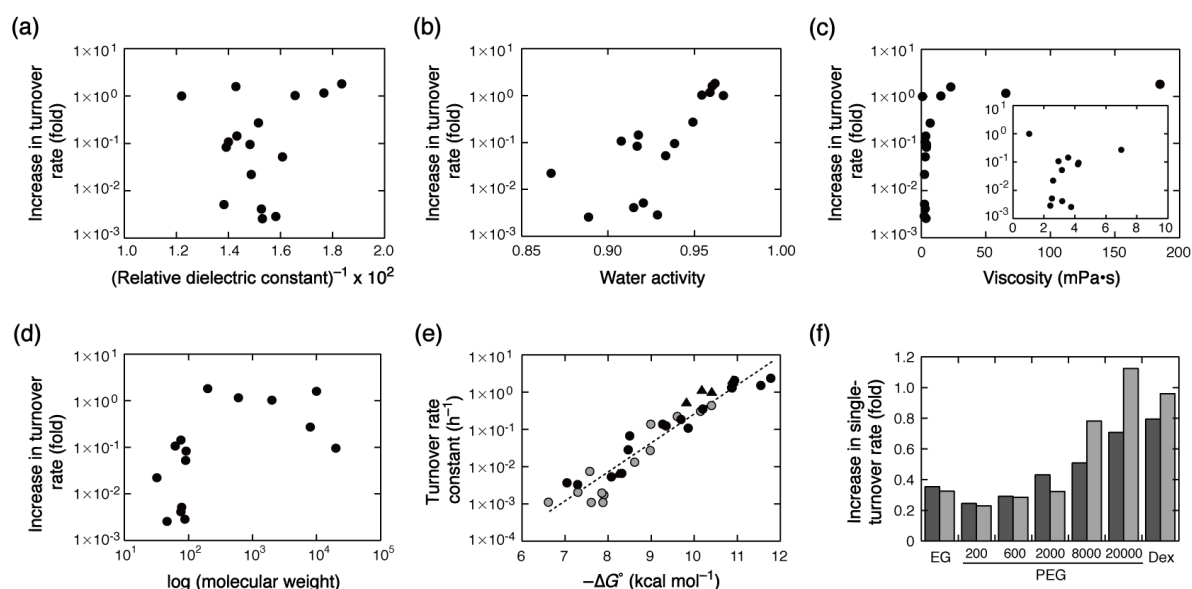 (a)
Increase in turnover
rate (fold)
1×10¹
1×10⁰
1×10⁻¹
1×10⁻²
1×10⁻³
1.0 1.2 1.4 1.6 1.8 2.0
(Relative dielectric constant)⁻¹ x 10²
(b)
Increase in turnover
rate (fold)
1×10¹
1×10⁰
1×10⁻¹
1×10⁻²
1×10⁻³
0.85 0.90 0.95 1.00
Water activity
(c)
Increase in turnover
rate (fold)
1×10¹
1×10⁰
1×10⁻¹
1×10⁻²
1×10⁻³
10¹
10⁰
10⁻¹
10⁻²
10⁻³
0 2 4 6 8 10
0 50 100 150 200
Viscosity (mPa•s)
(d)
Increase in turnover
rate (fold)
1×10¹
1×10⁰
1×10⁻¹
1×10⁻²
1×10⁻³
10¹ 10² 10³ 10⁴ 10⁵
log (molecular weight)
(e)
Turnover rate
constant (h⁻¹)
1×10¹
1×10⁰
1×10⁻¹
1×10⁻²
1×10⁻³
1×10⁻⁴
6 7 8 9 10 11 12
−ΔG° (kcal mol⁻¹)
(f)
Increase in single-
turnover rate (fold)
1.2
1.0
0.8
0.6
0.4
0.2
0
EG 200 600 2000 8000 20000 Dex
PEG